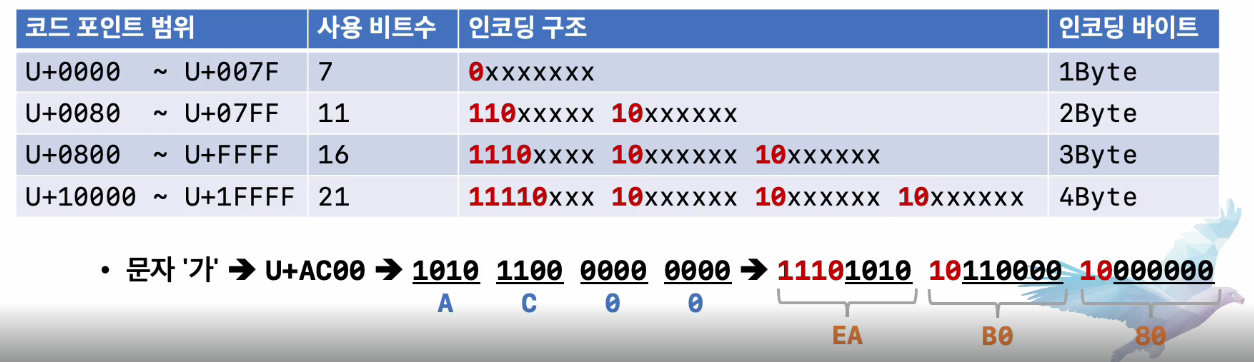 코드 포인트 범위 사용 비트수 인코딩 구조 인코딩 바이트
U+0000 ~ U+007F 7 0xxxxxxx 1Byte
U+0080 ~ U+07FF 11 110xxxxx 10xxxxxx 2Byte
U+0800 ~ U+FFFF 16 1110xxxx 10xxxxxx 10xxxxxx 3Byte
U+10000 ~ U+1FFFF 21 11110xxx 10xxxxxx 10xxxxxx 10xxxxxx 4Byte
• 문자 '가' ➔ U+AC00 ➔ 1010 1100 0000 0000 ➔ 11101010 10110000 10000000
A C 0 0
EA B0 80